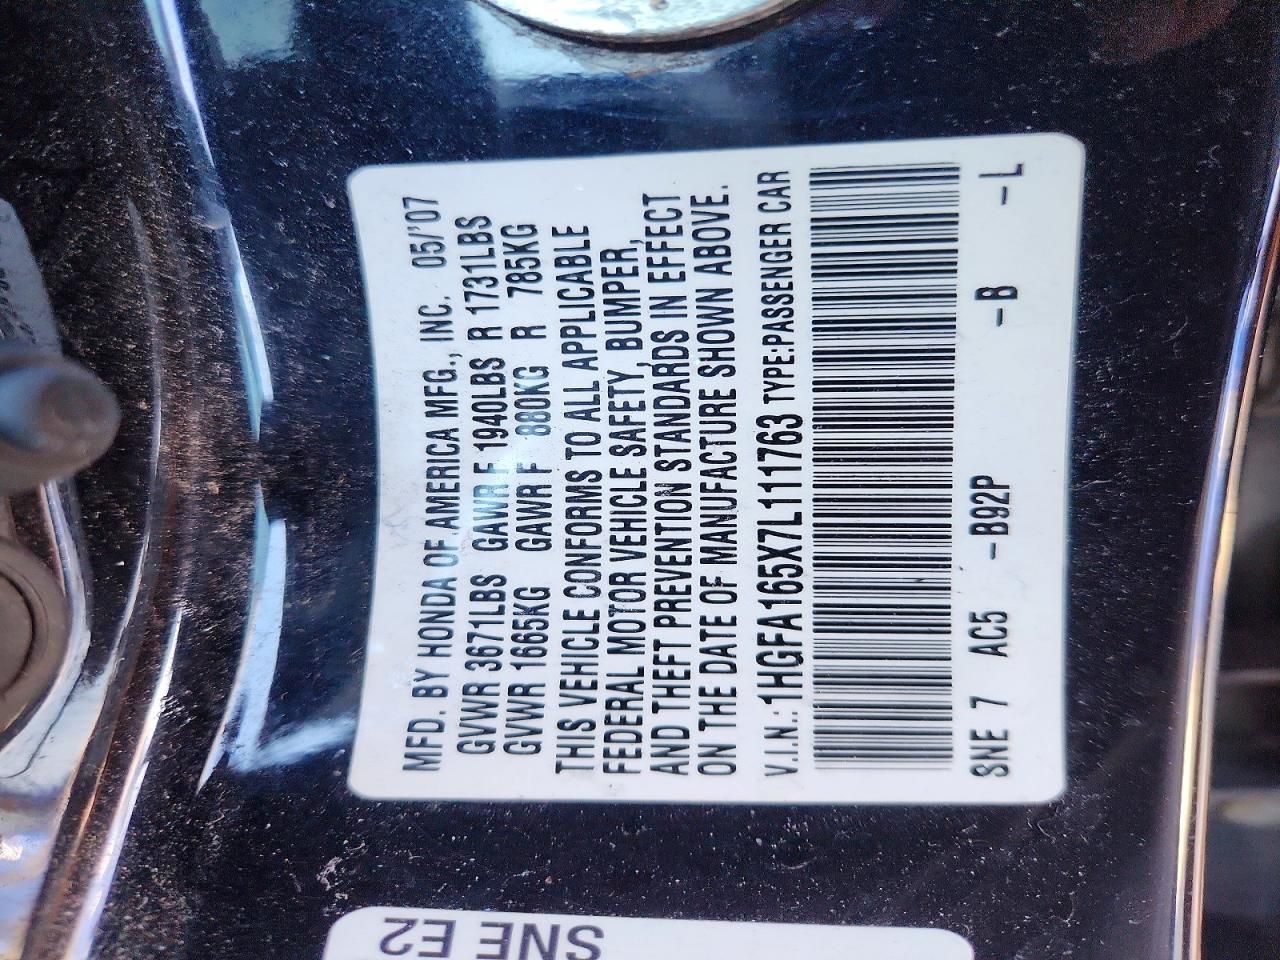 MFD. BY HONDA OF AMERICA MFG., INC. 05/'07
GVWR 3671LBS GAWR F 1940LBS R 1731LBS
GVWR 1665KG GAWR F 880KG R 785KG
THIS VEHICLE CONFORMS TO ALL APPLICABLE
FEDERAL MOTOR VEHICLE SAFETY, BUMPER,
AND THEFT PREVENTION STANDARDS IN EFFECT
ON THE DATE OF MANUFACTURE SHOWN ABOVE.
V.I.N.: 1HGFA165X7L111763 TYPE:PASSENGER CAR
SNE 7 AC5 -B92P -B -L
SNE E2